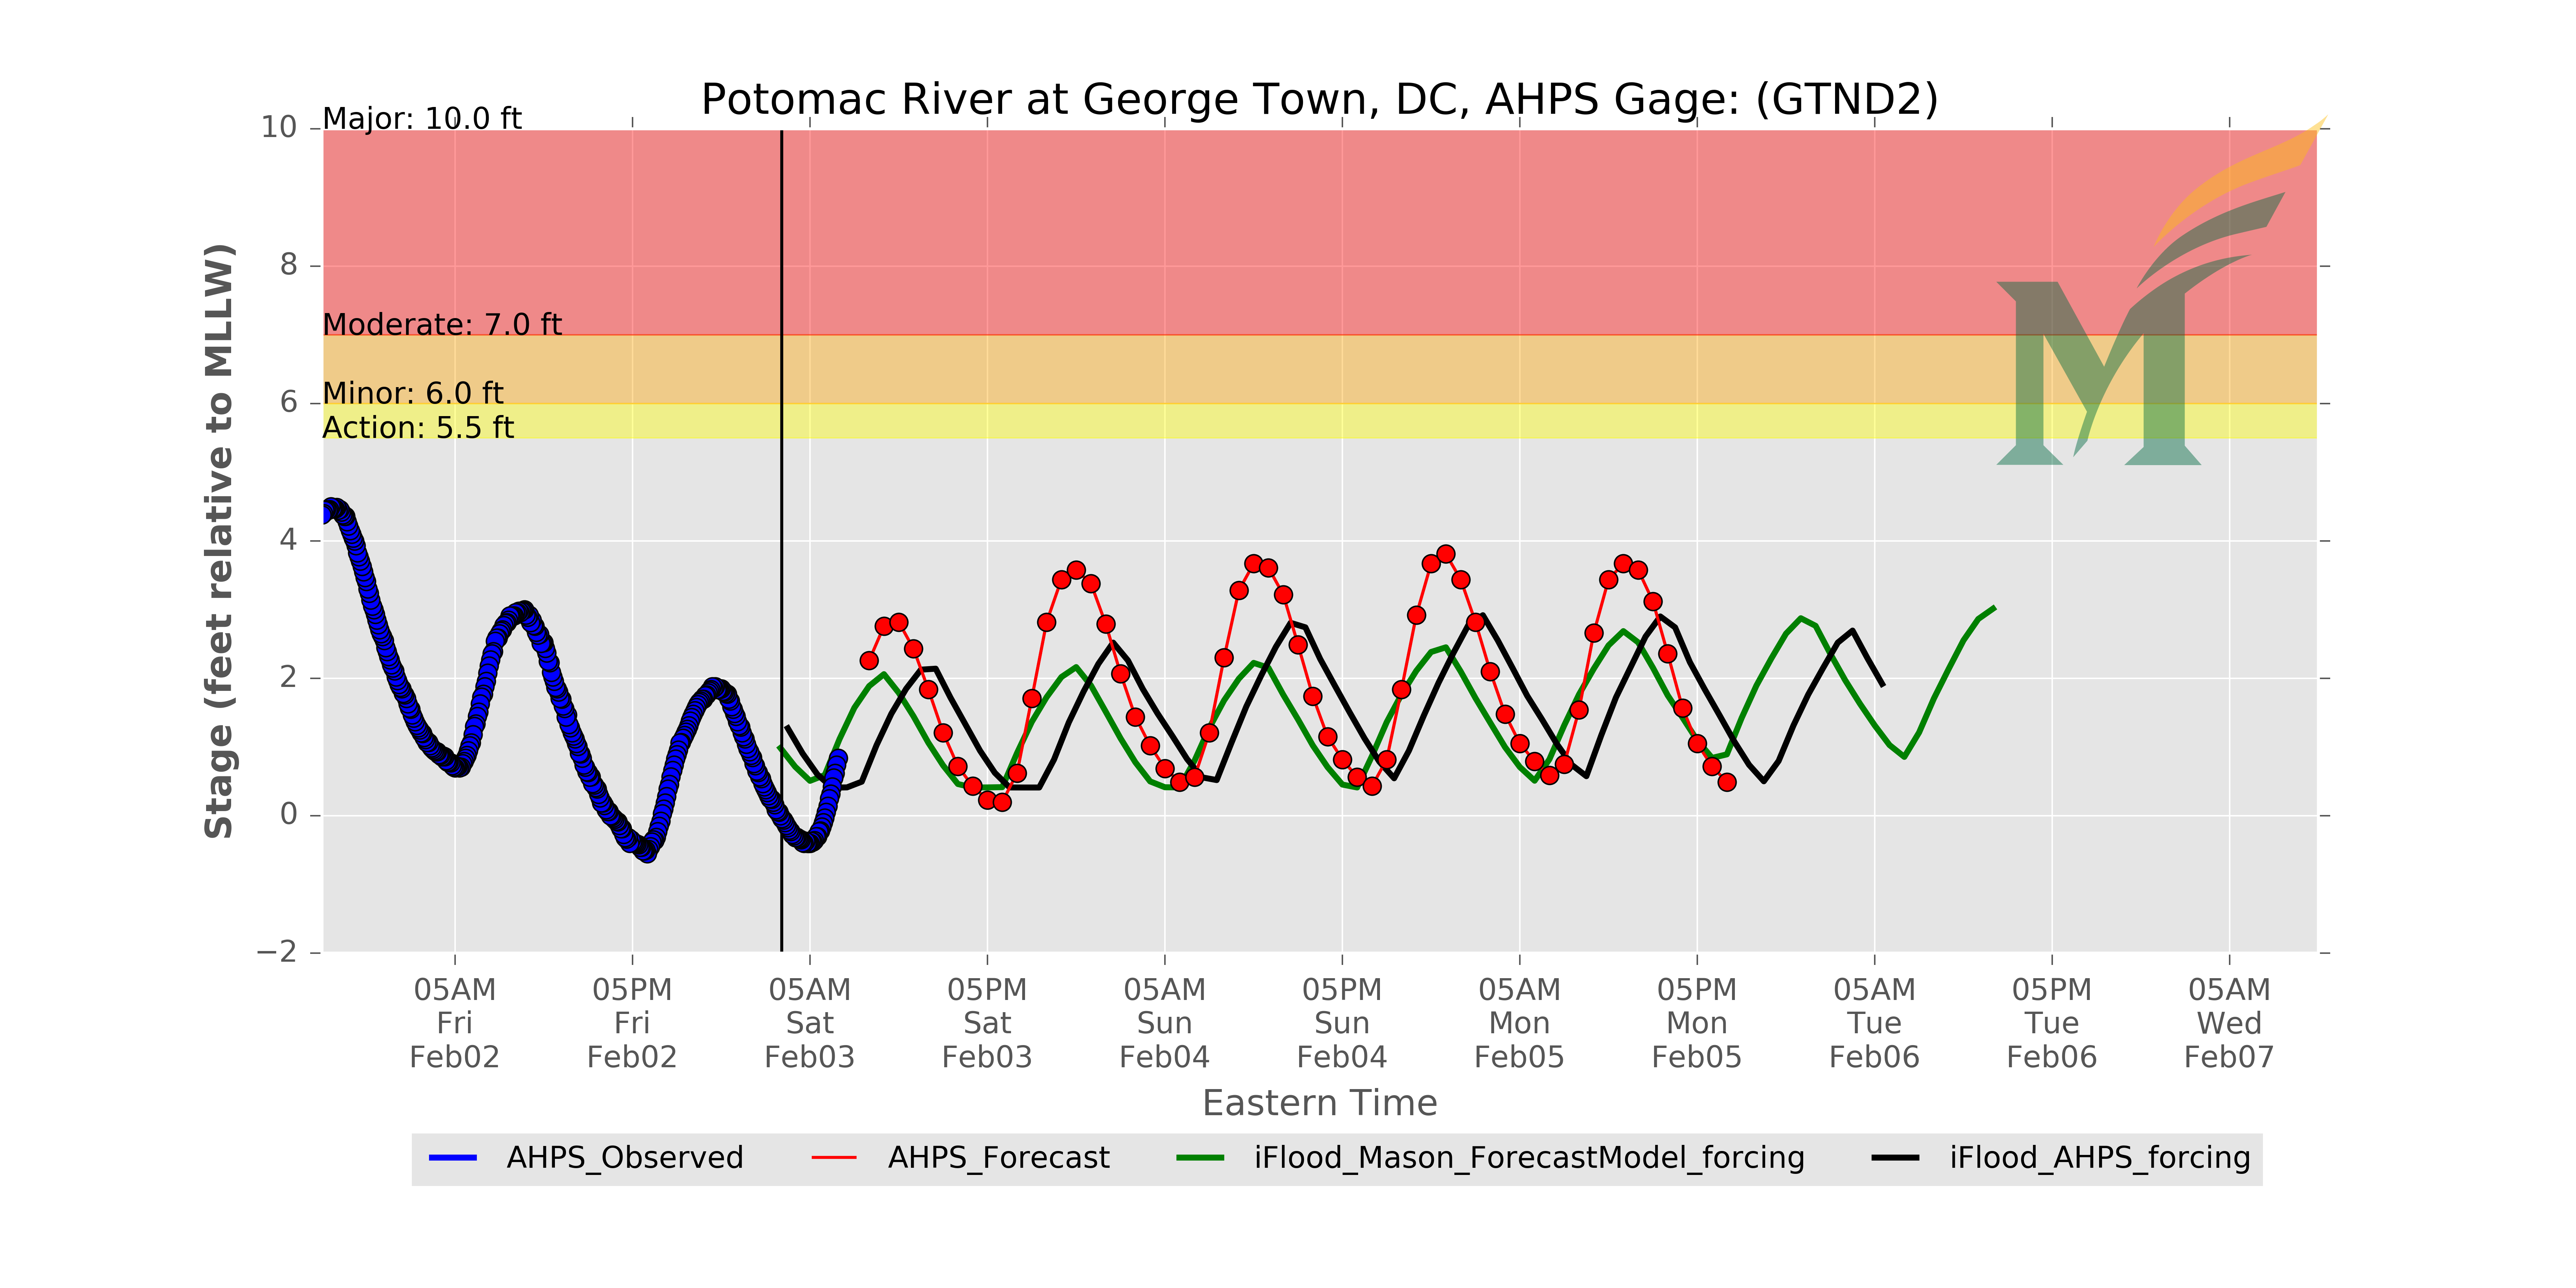 Potomac River at George Town, DC, AHPS Gage: (GTND2)
Major: 10.0 ft
Moderate: 7.0 ft
Minor: 6.0 ft
Action: 5.5 ft
Stage (feet relative to MLLW)
10
8
6
4
2
0
−2
05AM 05PM 05AM 05PM 05AM 05PM 05AM 05PM 05AM 05PM 05AM
Fri Fri Sat Sat Sun Sun Mon Mon Tue Tue Wed
Feb02 Feb02 Feb03 Feb03 Feb04 Feb04 Feb05 Feb05 Feb06 Feb06 Feb07
Eastern Time
AHPS_Observed AHPS_Forecast iFlood_Mason_ForecastModel_forcing iFlood_AHPS_forcing
M